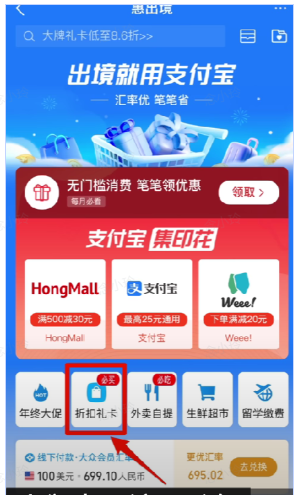 惠出境
大牌礼卡低至8.6折>>>
出境就用支付宝
汇率优 笔笔省
无门槛消费 笔笔领优惠
每月必看
领取 >
支付宝 集印花
HongMall
支付宝
Weee!
满500减30元
最高25元通用
下单满减20元
HongMall
支付宝
Weee!
HOT
必买
必吃
年终大促
折扣礼卡
外卖自提
生鲜超市
留学缴费
线下付款·大众会员汇率
更优汇率
100美元 = 699.10人民币
695.02
去兑换